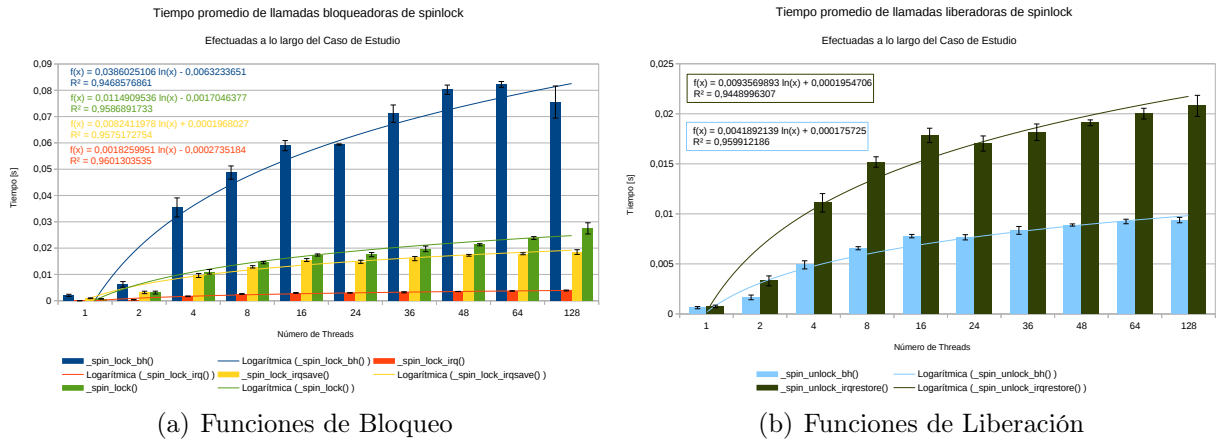 Tiempo promedio de llamadas bloqueadoras de spinlock
Efectuadas a lo largo del Caso de Estudio
0,09
0,08
0,07
0,06
0,05
0,04
0,03
0,02
0,01
0
Tiempo [s]
f(x) = 0,0386025106 ln(x) - 0,0063233651
R² = 0,9468576861
f(x) = 0,0114909536 ln(x) - 0,0017046377
R² = 0,9586891733
f(x) = 0,0082411978 ln(x) + 0,0001968027
R² = 0,9575172754
f(x) = 0,0018259951 ln(x) - 0,0002735184
R² = 0,9601303535
1 2 4 8 16 24 36 48 64 128
Número de Threads
_spin_lock_bh() Logarítmica (_spin_lock_bh() ) _spin_lock_irq()
Logarítmica (_spin_lock_irq() ) _spin_lock_irqsave() Logarítmica (_spin_lock_irqsave() )
_spin_lock() Logarítmica (_spin_lock() )
(a) Funciones de Bloqueo
Tiempo promedio de llamadas liberadoras de spinlock
Efectuadas a lo largo del Caso de Estudio
0,025
0,02
0,015
0,01
0,005
0
Tiempo [s]
f(x) = 0,0093569893 ln(x) + 0,0001954706
R² = 0,9448996307
f(x) = 0,0041892139 ln(x) + 0,000175725
R² = 0,959912186
1 2 4 8 16 24 36 48 64 128
Número de Threads
_spin_unlock_bh() Logarítmica (_spin_unlock_bh() )
_spin_unlock_irqrestore() Logarítmica (_spin_unlock_irqrestore() )
(b) Funciones de Liberación